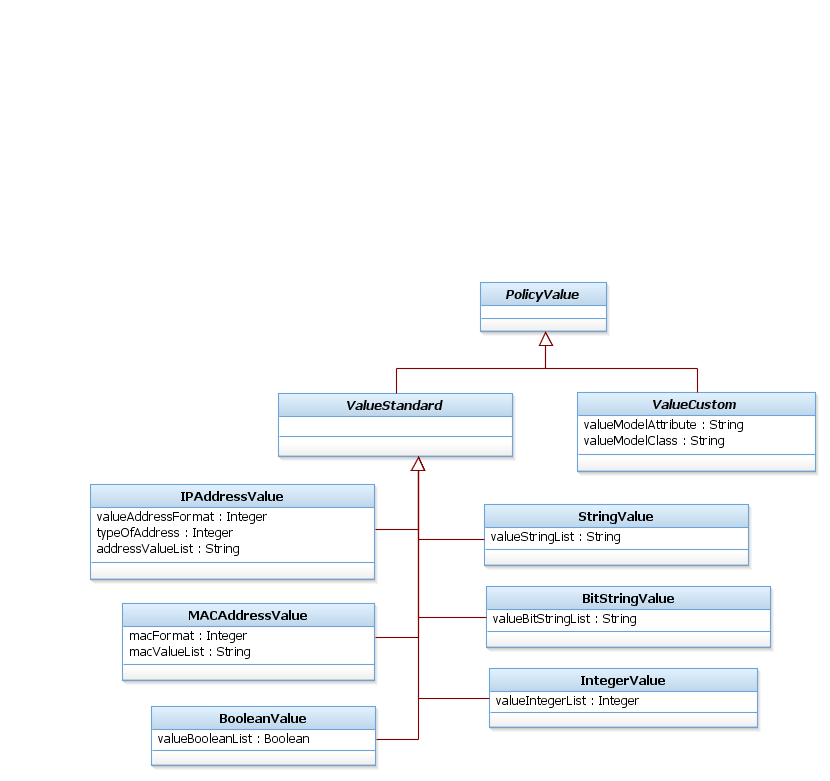 PolicyValue
ValueStandard
ValueCustom
valueModelAttribute : String
valueModelClass : String
IPAddressValue
valueAddressFormat : Integer
typeOfAddress : Integer
addressValueList : String
StringValue
valueStringList : String
MACAddressValue
macFormat : Integer
macValueList : String
BitStringValue
valueBitStringList : String
IntegerValue
valueIntegerList : Integer
BooleanValue
valueBooleanList : Boolean